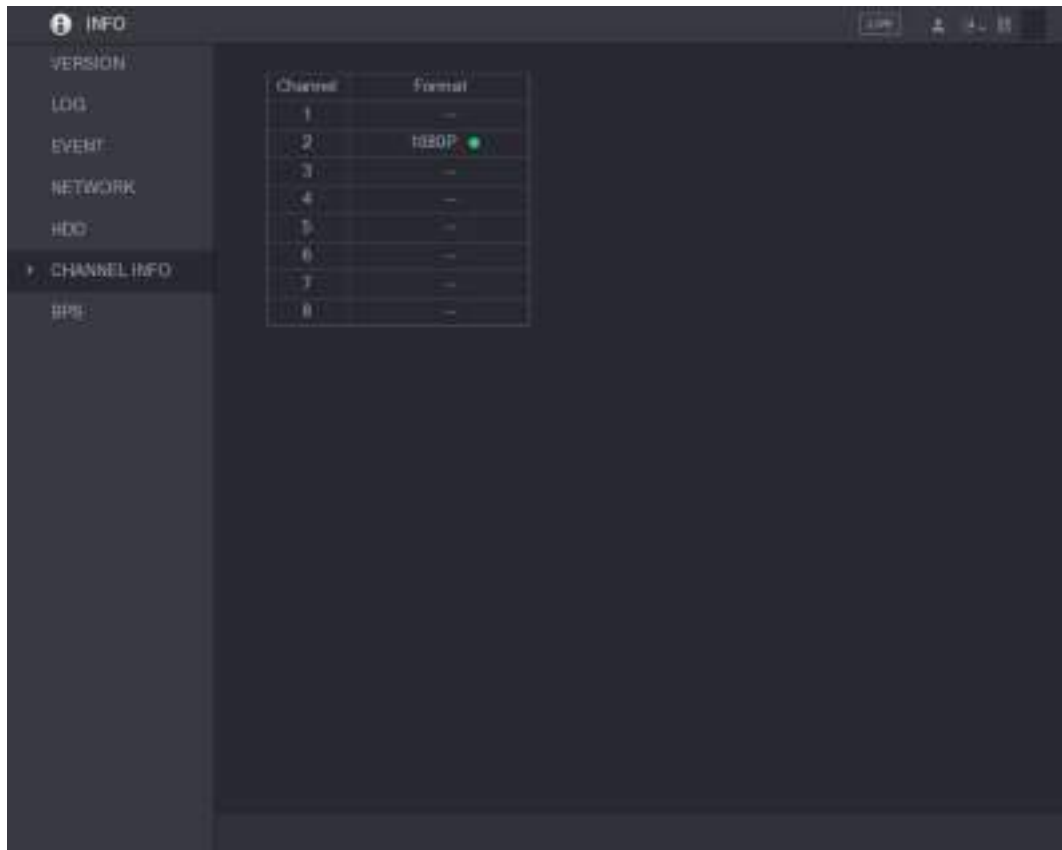 INFO
LIVE
VERSION
LOG
EVENT
NETWORK
HDD
CHANNEL INFO
BPS
Channel Format
1 --
2 1080P
3 --
4 --
5 --
6 --
7 --
8 --